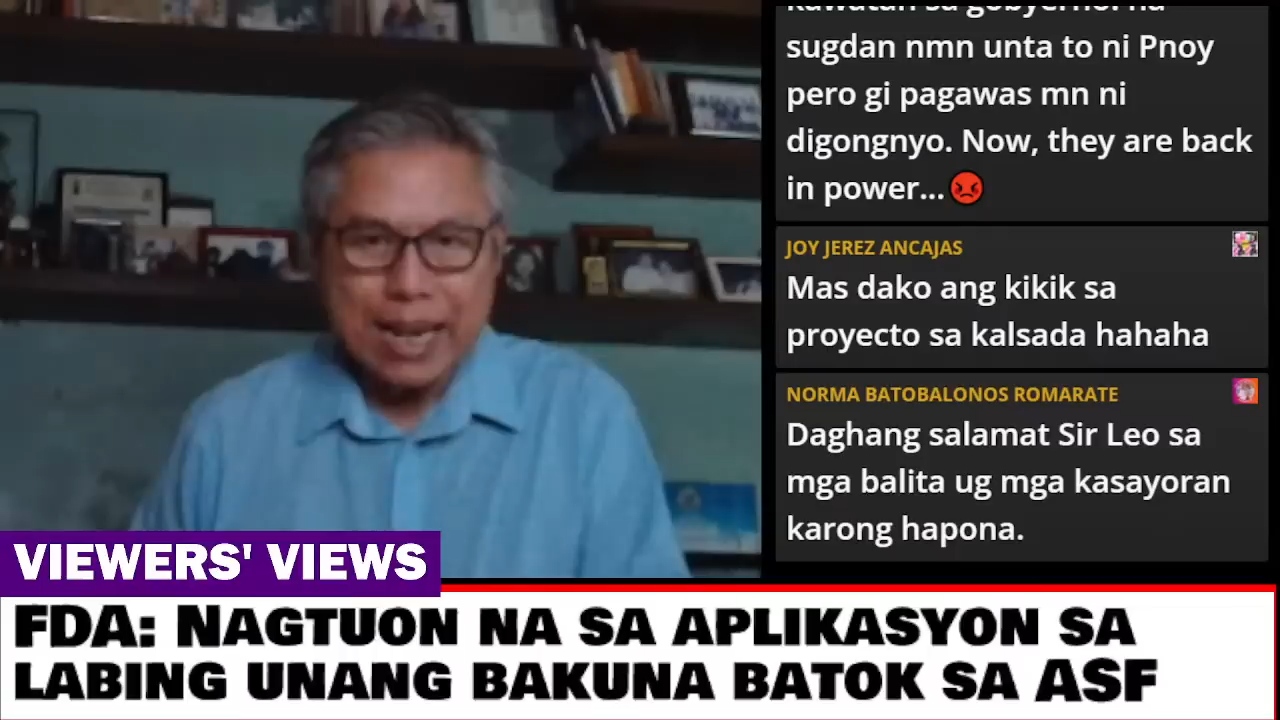 sugdan nmn unta to ni Pnoy
pero gi pagawas mn ni
digongnyo. Now, they are back
in power...😡
JOY JEREZ ANCAJAS
Mas dako ang kikik sa
proyecto sa kalsada hahaha
NORMA BATOBALONOS ROMARATE
Daghang salamat Sir Leo sa
mga balita ug mga kasayoran
karong hapona.
VIEWERS' VIEWS
FDA: NAGTUON NA SA APLIKASYON SA
LABING UNANG BAKUNA BATOK SA ASF